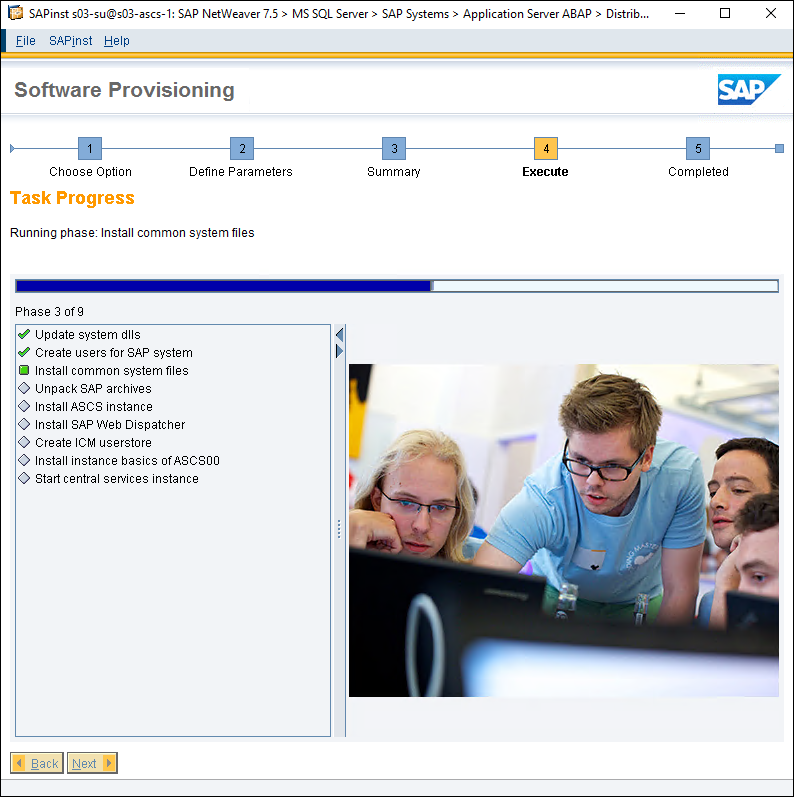 SAPinst s03-su@s03-ascs-1: SAP NetWeaver 7.5 > MS SQL Server > SAP Systems > Application Server ABAP > Distrib...
File SAPinst Help
Software Provisioning
SAP
1 2 3 4 5
Choose Option Define Parameters Summary Execute Completed
Task Progress
Running phase: Install common system files
Phase 3 of 9
Update system dlls
Create users for SAP system
Install common system files
Unpack SAP archives
Install ASCS instance
Install SAP Web Dispatcher
Create ICM userstore
Install instance basics of ASCS00
Start central services instance
Back Next